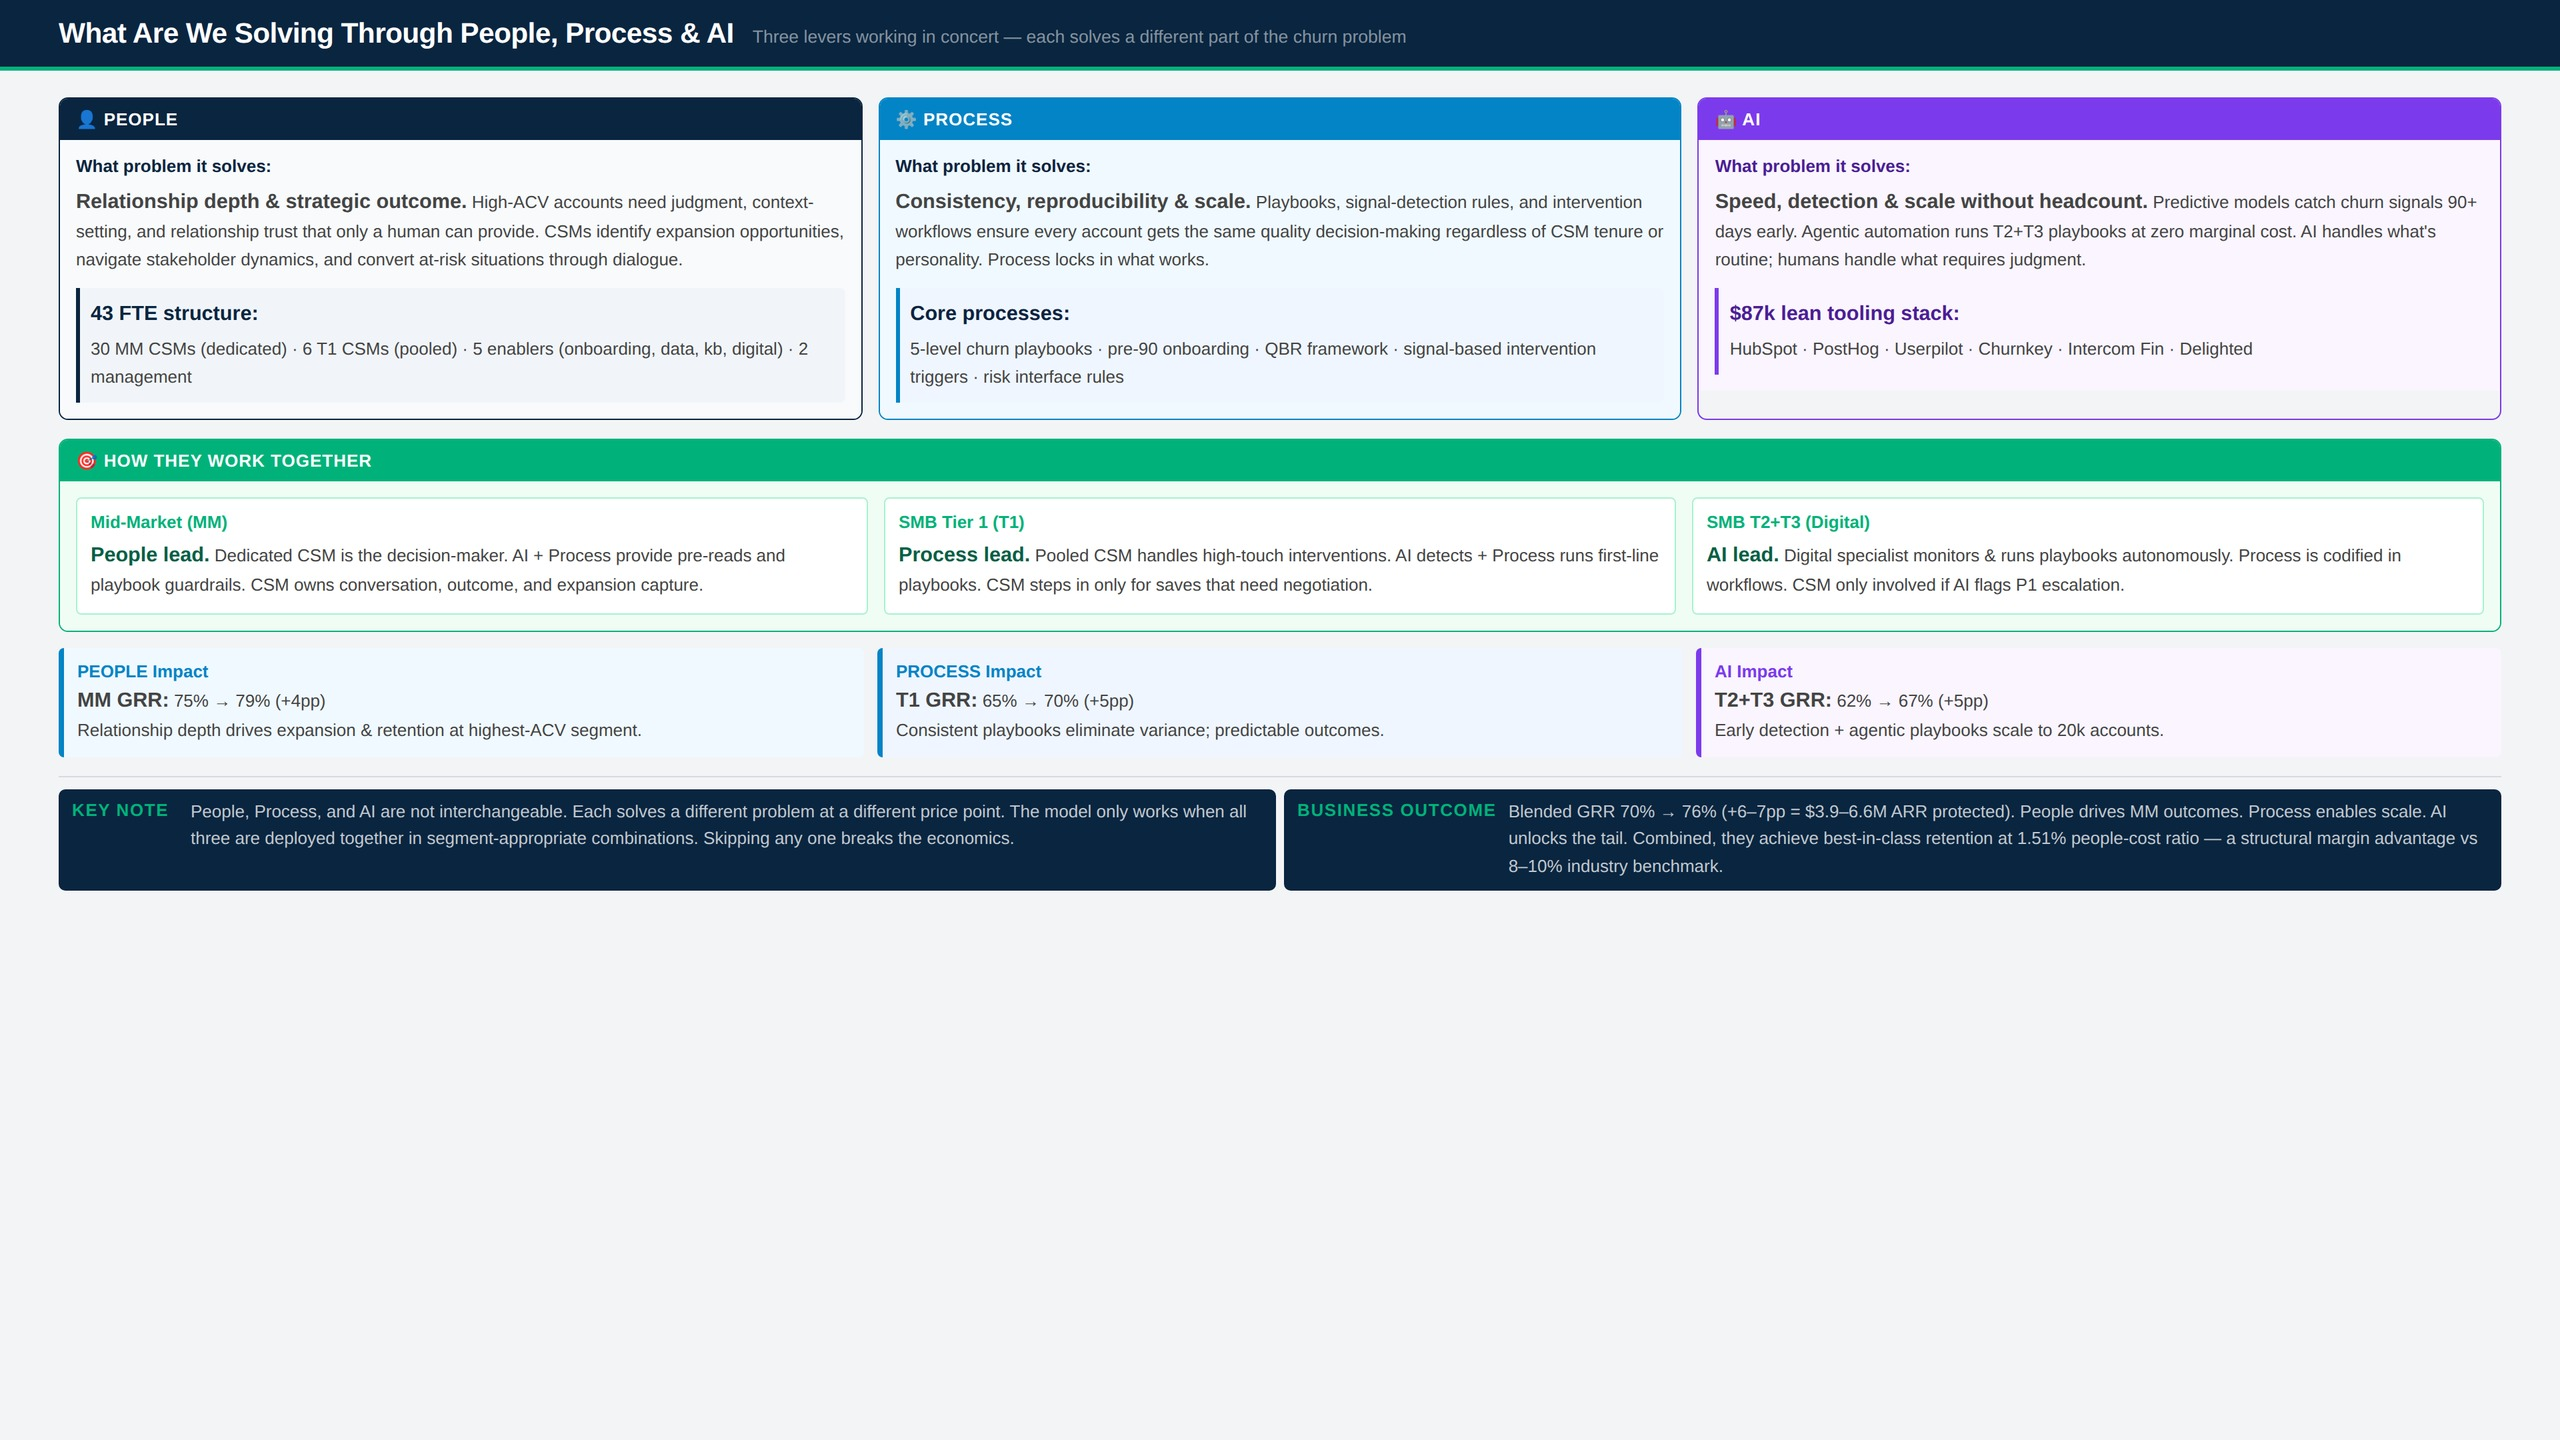 What Are We Solving Through People, Process & AI Three levers working in concert — each solves a different part of the churn problem
👤 PEOPLE
What problem it solves:
Relationship depth & strategic outcome. High-ACV accounts need judgment, context-
setting, and relationship trust that only a human can provide. CSMs identify expansion opportunities,
navigate stakeholder dynamics, and convert at-risk situations through dialogue.
43 FTE structure:
30 MM CSMs (dedicated) · 6 T1 CSMs (pooled) · 5 enablers (onboarding, data, kb, digital) · 2
management
⚙️ PROCESS
What problem it solves:
Consistency, reproducibility & scale. Playbooks, signal-detection rules, and intervention
workflows ensure every account gets the same quality decision-making regardless of CSM tenure or
personality. Process locks in what works.
Core processes:
5-level churn playbooks · pre-90 onboarding · QBR framework · signal-based intervention
triggers · risk interface rules
🤖 AI
What problem it solves:
Speed, detection & scale without headcount. Predictive models catch churn signals 90+
days early. Agentic automation runs T2+T3 playbooks at zero marginal cost. AI handles what's
routine; humans handle what requires judgment.
$87k lean tooling stack:
HubSpot · PostHog · Userpilot · Churnkey · Intercom Fin · Delighted
🎯 HOW THEY WORK TOGETHER
Mid-Market (MM)
People lead. Dedicated CSM is the decision-maker. AI + Process provide pre-reads and
playbook guardrails. CSM owns conversation, outcome, and expansion capture.
SMB Tier 1 (T1)
Process lead. Pooled CSM handles high-touch interventions. AI detects + Process runs first-line
playbooks. CSM steps in only for saves that need negotiation.
SMB T2+T3 (Digital)
AI lead. Digital specialist monitors & runs playbooks autonomously. Process is codified in
workflows. CSM only involved if AI flags P1 escalation.
PEOPLE Impact
MM GRR: 75% → 79% (+4pp)
Relationship depth drives expansion & retention at highest-ACV segment.
PROCESS Impact
T1 GRR: 65% → 70% (+5pp)
Consistent playbooks eliminate variance; predictable outcomes.
AI Impact
T2+T3 GRR: 62% → 67% (+5pp)
Early detection + agentic playbooks scale to 20k accounts.
KEY NOTE People, Process, and AI are not interchangeable. Each solves a different problem at a different price point. The model only works when all
three are deployed together in segment-appropriate combinations. Skipping any one breaks the economics.
BUSINESS OUTCOME Blended GRR 70% → 76% (+6–7pp = $3.9–6.6M ARR protected). People drives MM outcomes. Process enables scale. AI
unlocks the tail. Combined, they achieve best-in-class retention at 1.51% people-cost ratio — a structural margin advantage vs
8–10% industry benchmark.